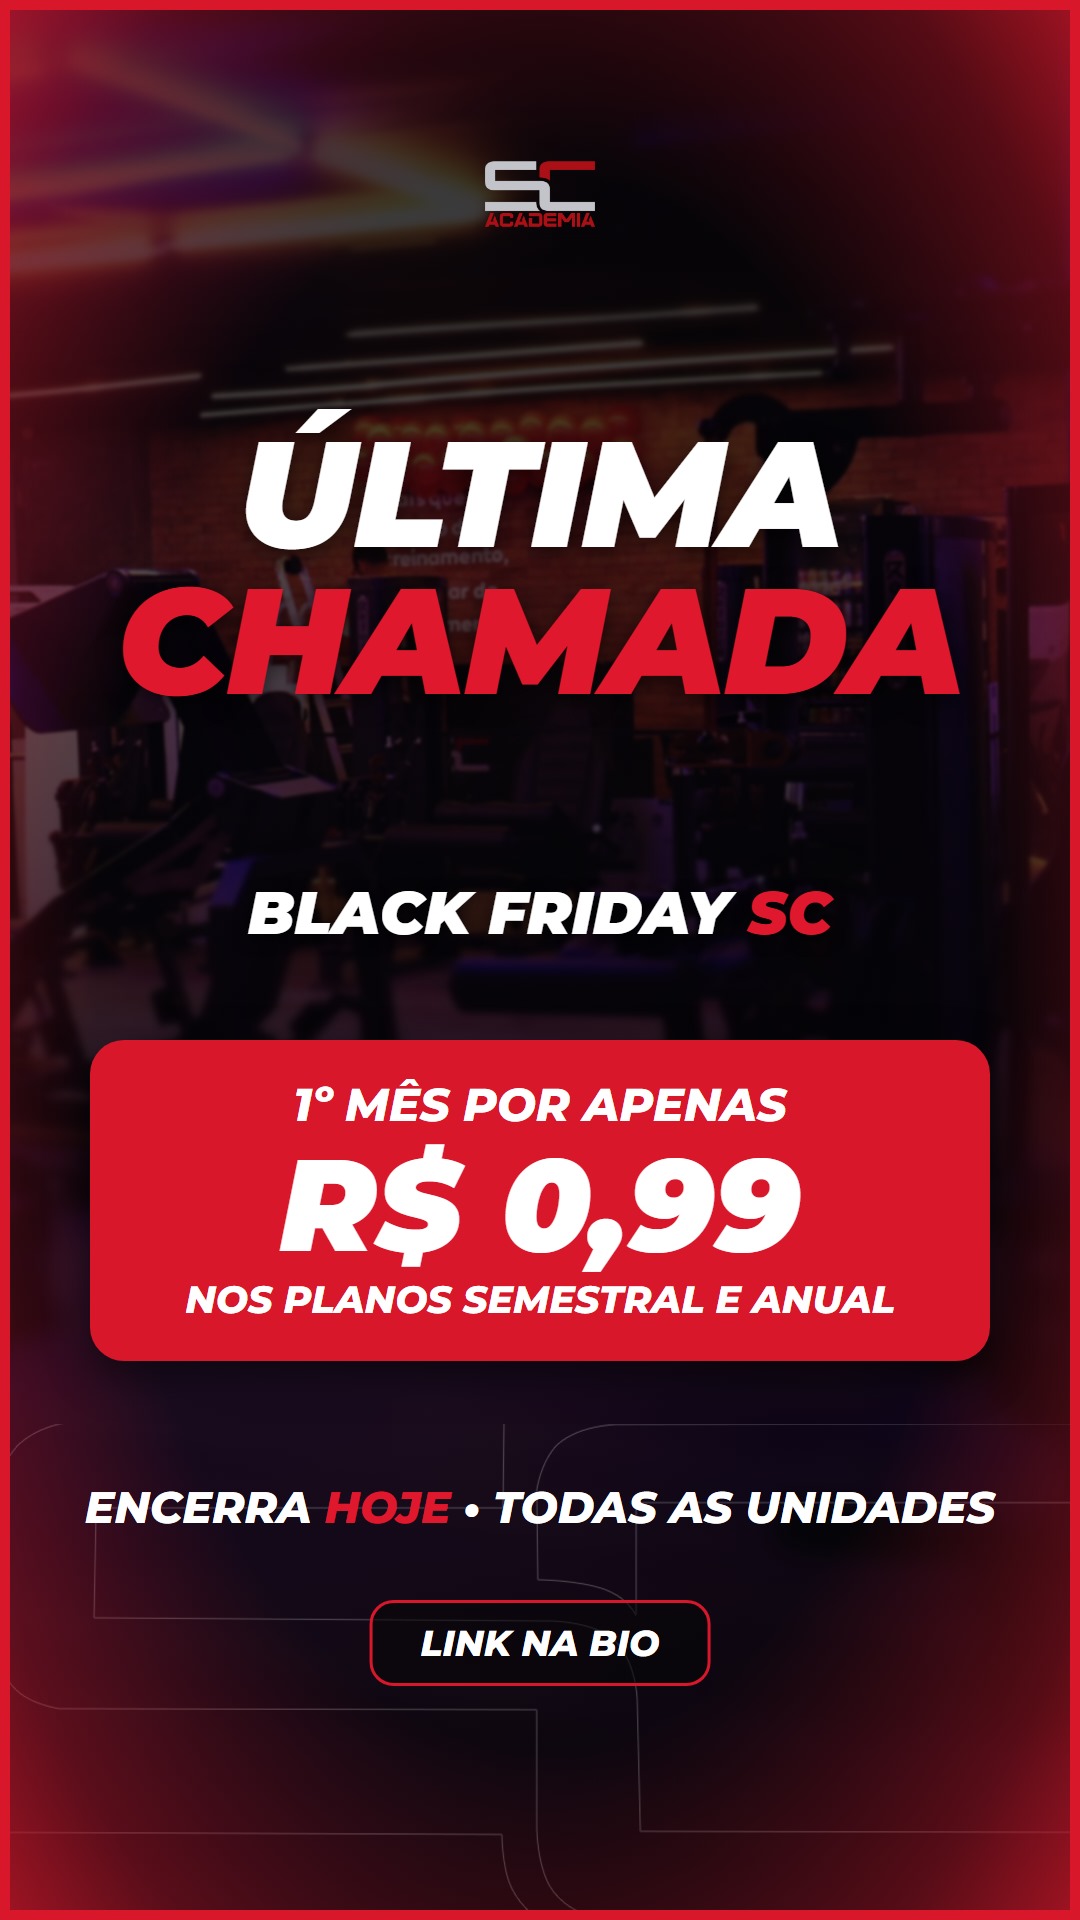 SC
ACADEMIA
ÚLTIMA
CHAMADA
reinamento,
BLACK FRIDAY SC
1º MÊS POR APENAS
R$ 0,99
NOS PLANOS SEMESTRAL E ANUAL
ENCERRA HOJE • TODAS AS UNIDADES
LINK NA BIO